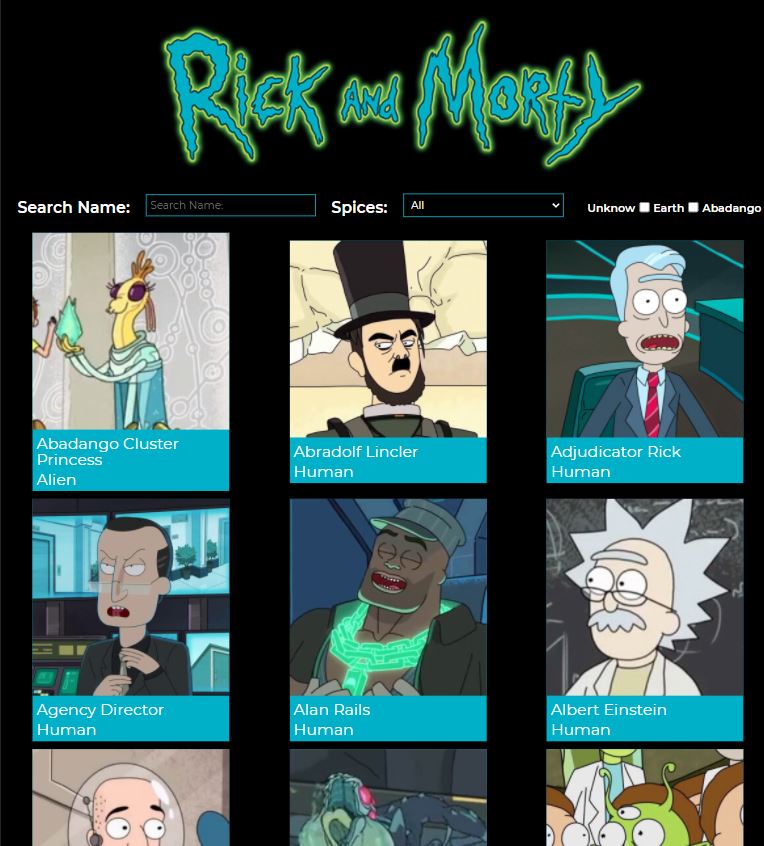 Rick and Morty
Search Name:
Search Name:
Spices:
All
Unknow
Earth
Abadango
Abadango Cluster
Princess
Alien
Abradolf Lincler
Human
Adjudicator Rick
Human
Agency Director
Human
Alan Rails
Human
Albert Einstein
Human